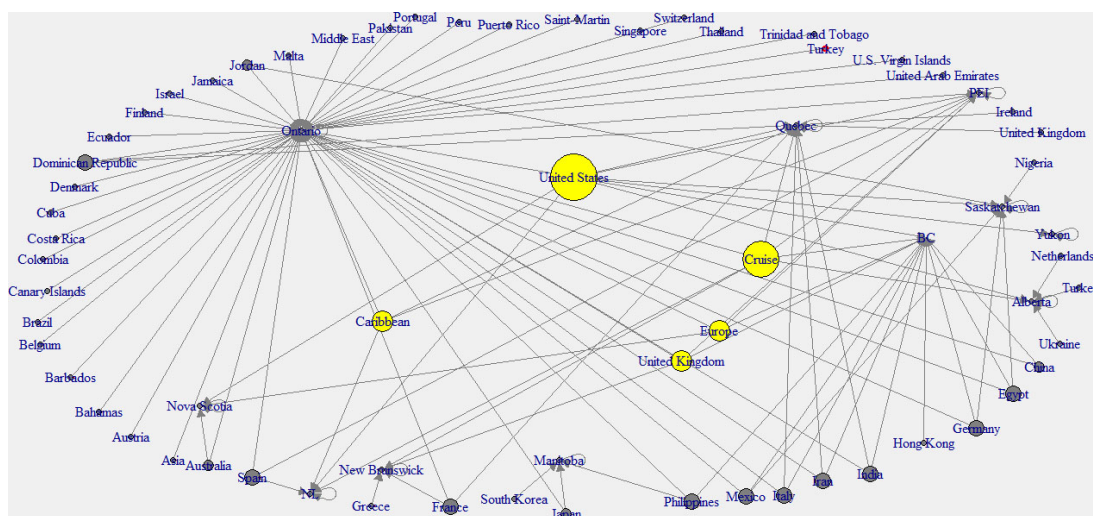 Portugal
Switzerland
Saint-Martin
Peru
Puerto Rico
Pakistan
Singapore
Thailand
Trinidad and Tobago
Middle East
Turkey
Malta
U.S. Virgin Islands
Jordan
United Arab Emirates
Jamaica
Israel
PEI
Finland
Ireland
Ecuador
Ontario
Quebec
United Kingdom
Dominican Republic
Nigeria
United States
Denmark
Saskatchewan
Cuba
Yukon
Costa Rica
BC
Colombia
Cruise
Netherlands
Canary Islands
Turkey
Alberta
Brazil
Caribbean
Europe
Belgium
Ukraine
United Kingdom
China
Barbados
Egypt
Nova Scotia
Bahamas
Germany
Austria
Hong Kong
Asia
Australia
Manitoba
New Brunswick
Spain
India
Iran
NL
South Korea
Mexico
Italy
Philippines
Greece
France
Japan